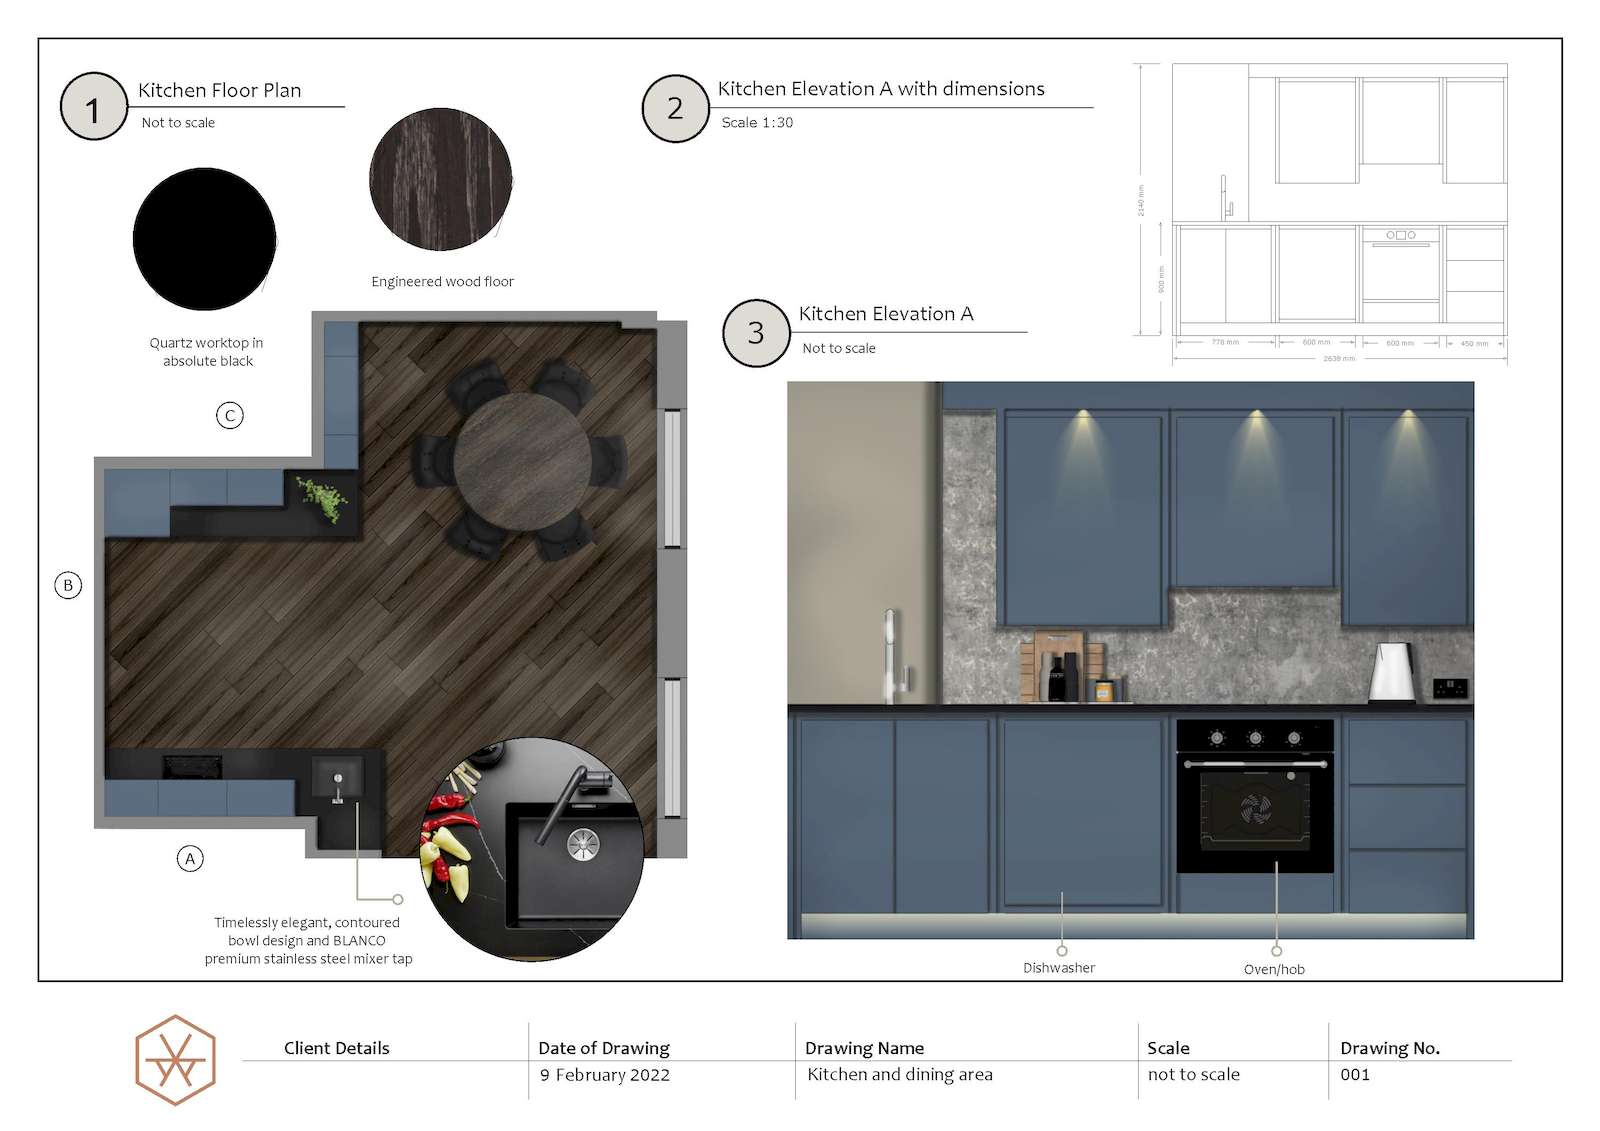 1
Kitchen Floor Plan
Not to scale
Quartz worktop in
absolute black
Engineered wood floor
C
B
A
Timelessly elegant, contoured
bowl design and BLANCO
premium stainless steel mixer tap
2
Kitchen Elevation A with dimensions
Scale 1:30
2140 mm
900 mm
778 mm
600 mm
600 mm
450 mm
2638 mm
3
Kitchen Elevation A
Not to scale
Dishwasher
Oven/hob
Client Details
Date of Drawing
9 February 2022
Drawing Name
Kitchen and dining area
Scale
not to scale
Drawing No.
001